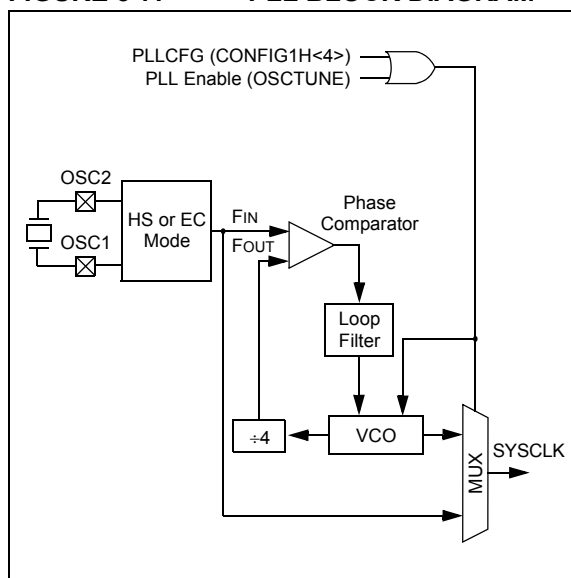 PLLCFG (CONFIG1H<4>)
PLL Enable (OSCTUNE)
OSC2
OSC1
HS or EC
Mode
FIN
FOUT
Phase
Comparator
Loop
Filter
÷4
VCO
MUX
SYSCLK